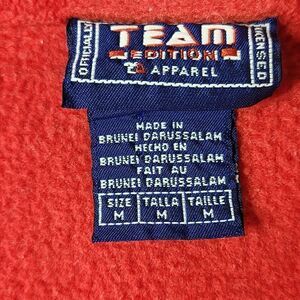 OFFICIALLY
TEAM
EDITION
APPAREL
LICENSED
MADE IN
BRUNEI DARUSSALAM
HECHO EN
BRUNEI DARUSSALAM
FAIT AU
BRUNEI DARUSSALAM
SIZE TALLA TAILLE
M M M